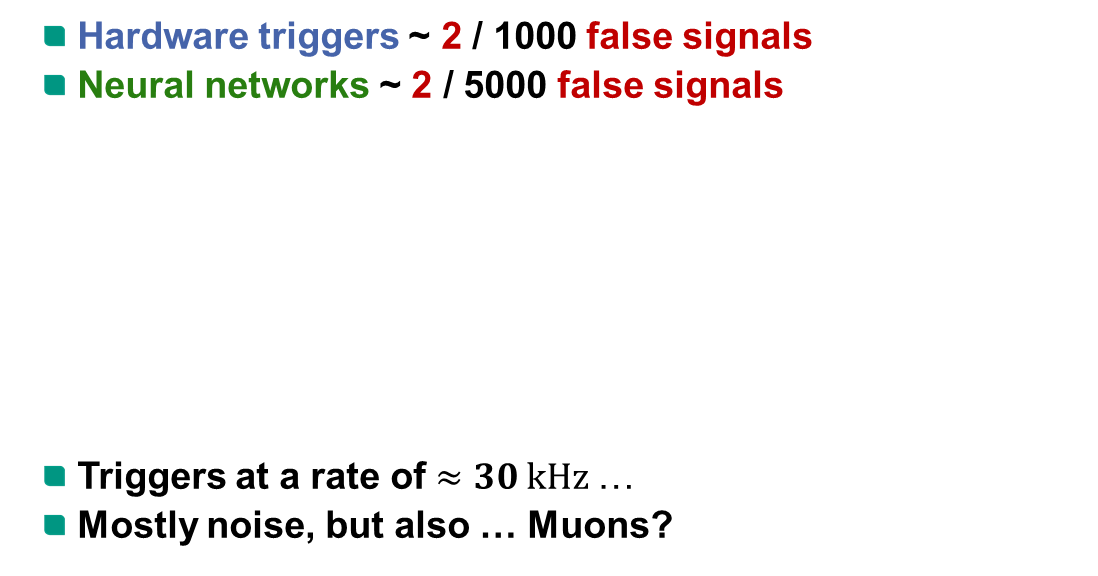 Hardware triggers ~ 2 / 1000 false signals
Neural networks ~ 2 / 5000 false signals
Triggers at a rate of ≈ 30 kHz …
Mostly noise, but also … Muons?